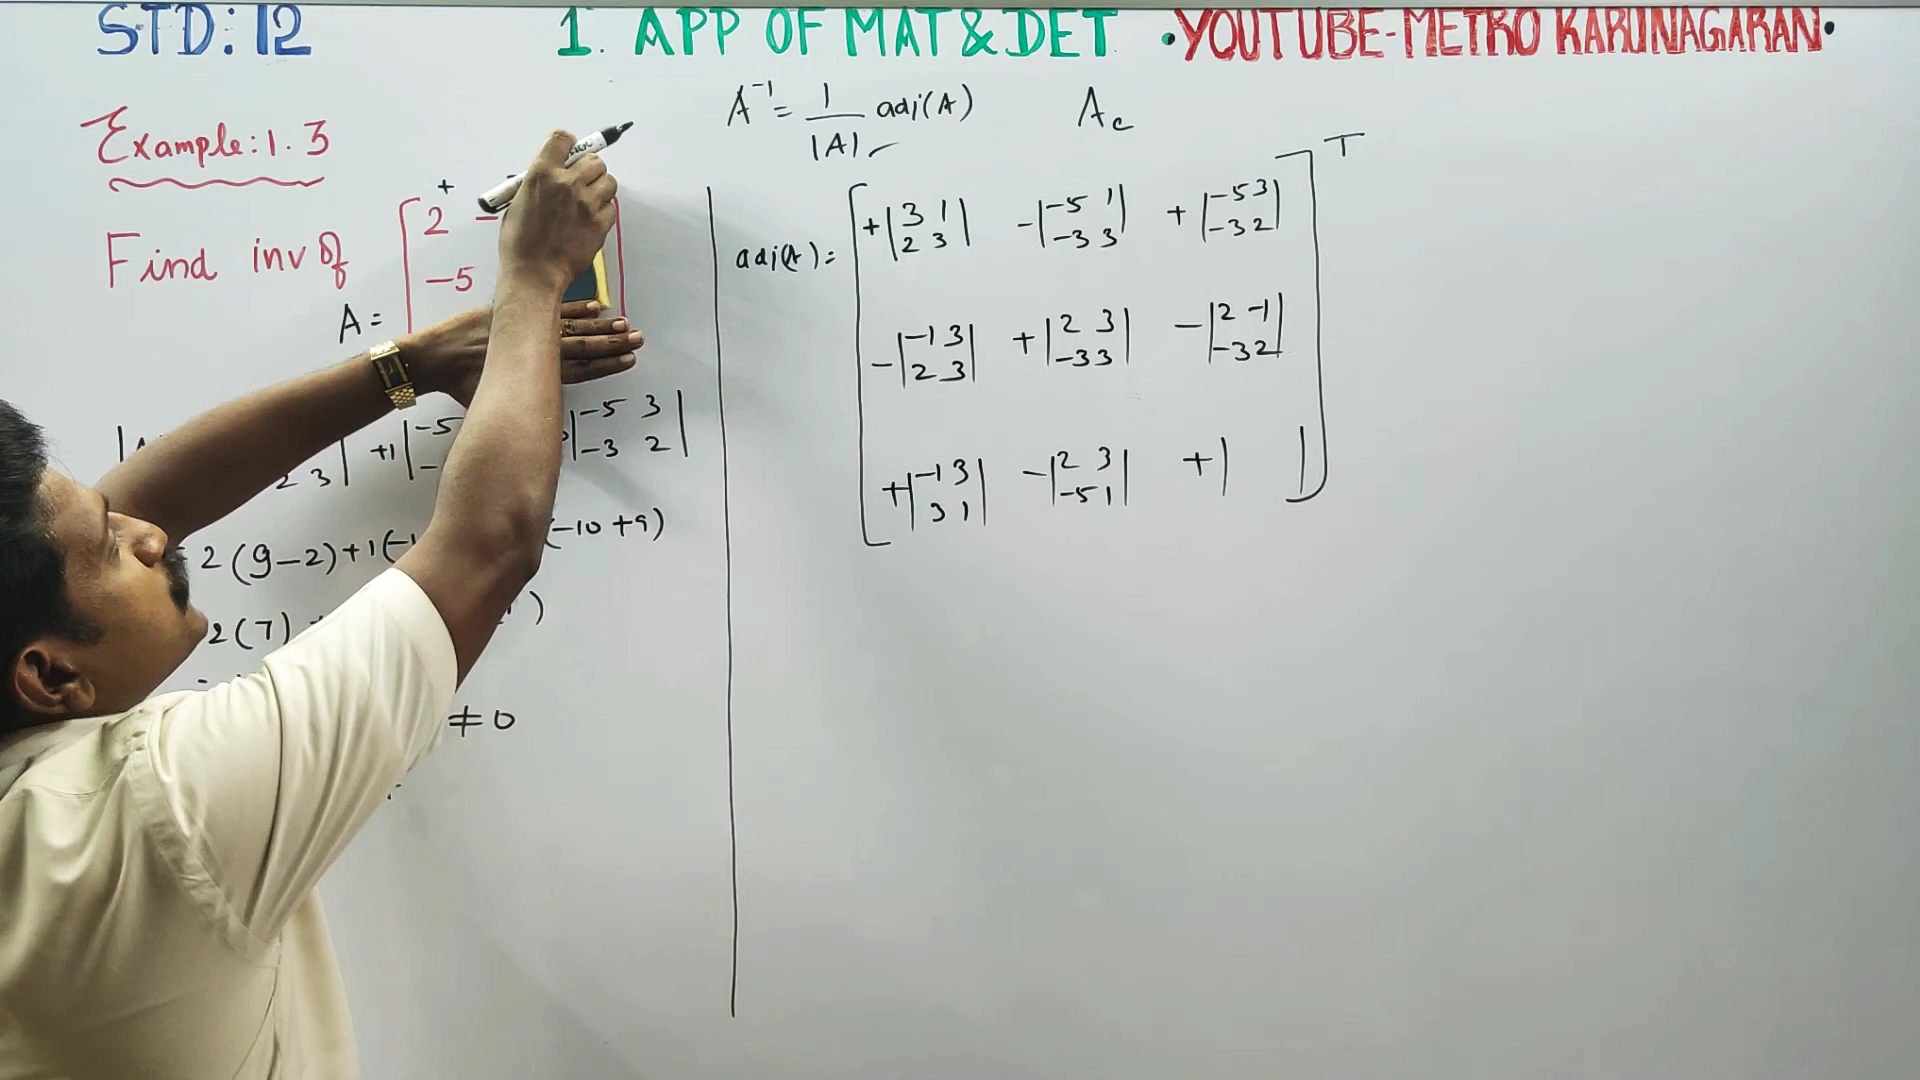 STD: 12 1. APP OF MAT & DET •YOUTUBE-METRO KARUNAGARAN•
A⁻¹ = 1/|A| adj(A) A_c
Example: 1.3
Find inv of
A = [ 2 −
−5
+
adj(A) = [ +|3 1| −|−5 1| +|−5 3| ]ᵀ
|2 3| |−3 3| |−3 2|
−|−1 3| +|2 3| −|2 −1|
|2 3| |−3 3| |−3 2|
+|−1 3| −|2 3| +| |
|3 1| |−5 1|
+1|−5 |−5 3|
2 3| |− |−3 2|
2(9−2)+1(−1 (−10+9)
2(7) )
≠ 0